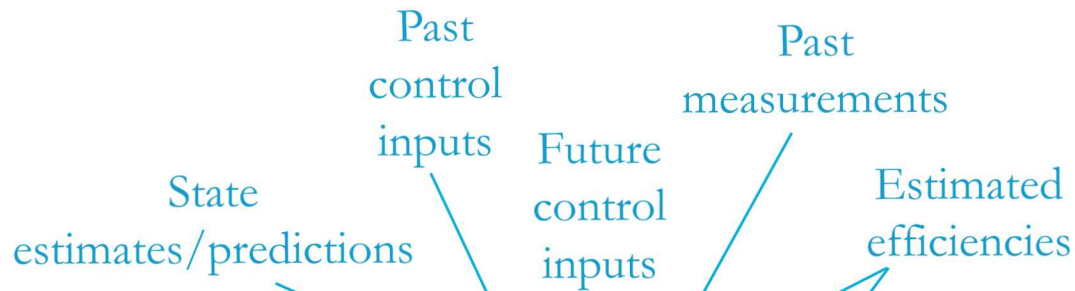 Past
control
inputs
Past
measurements
Future
control
inputs
State
estimates/predictions
Estimated
efficiencies